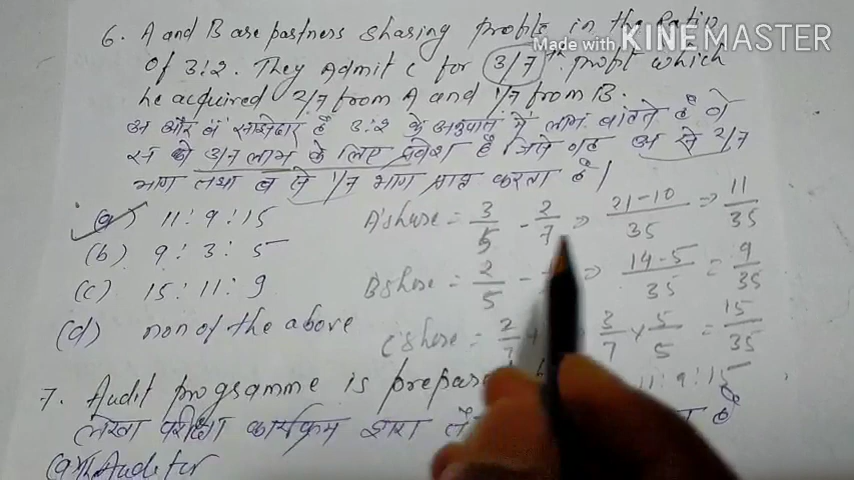 Made with KINEMASTER
6. A and B are partners sharing profit in the Ratio
Of 3:2. They Admit C for 3/7 th profit which
he acquired 2/7 from A and 1/7 from B.
अ और ब साझेदार है 3:2 के अनुपात में लाभ बांटते है वे
स को 3/7 लाभ के लिए प्रवेश है जिसे वह अ से 2/7
भाग तथा ब से 1/7 भाग प्राप्त करता है।
(a) 11:9:15
A's share = 3/5 - 2/7 ⇒ 21-10/35 ⇒ 11/35
(b) 9:3:5
B share = 2/5 - ⇒ 14-5/35 = 9/35
(c) 15:11:9
C's share = 2/7 + 3/7 × 5/5 = 15/35
(d) non of the above
11:9:15
7. Audit programme is
लेखा परीक्षा कार्यक्रम द्वारा है
(a) Auditor